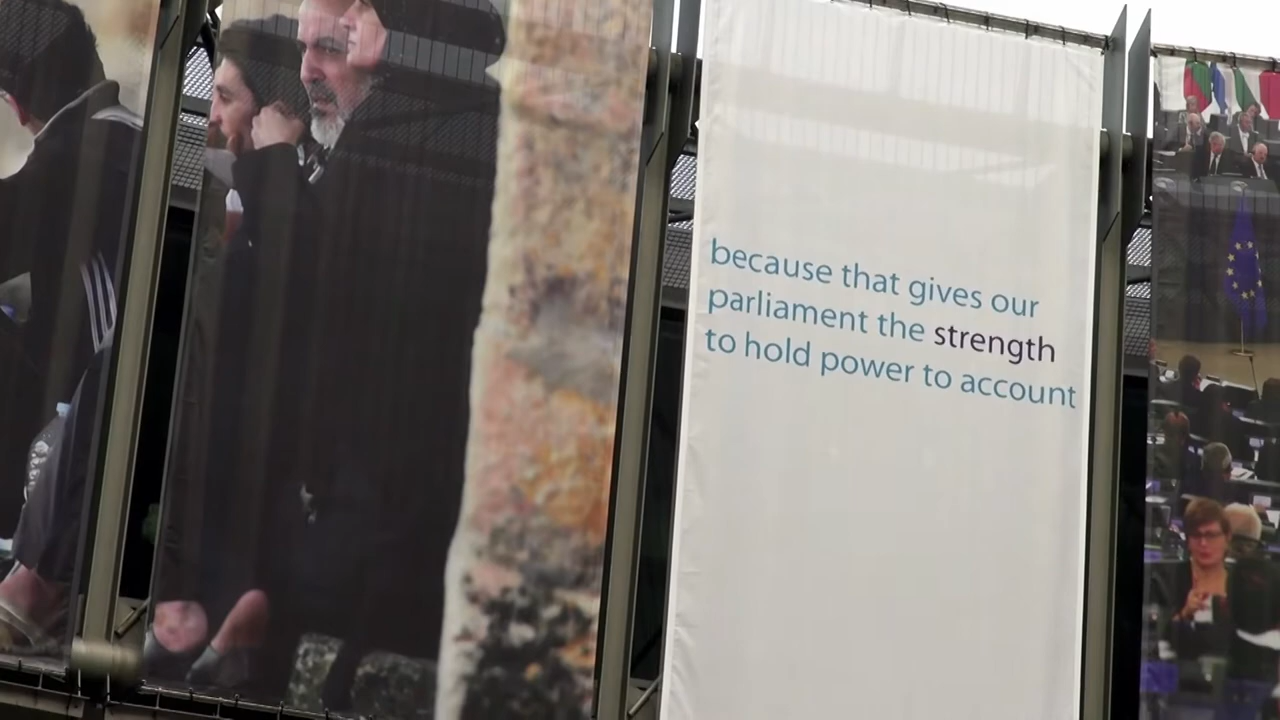 because that gives our
parliament the strength
to hold power to account